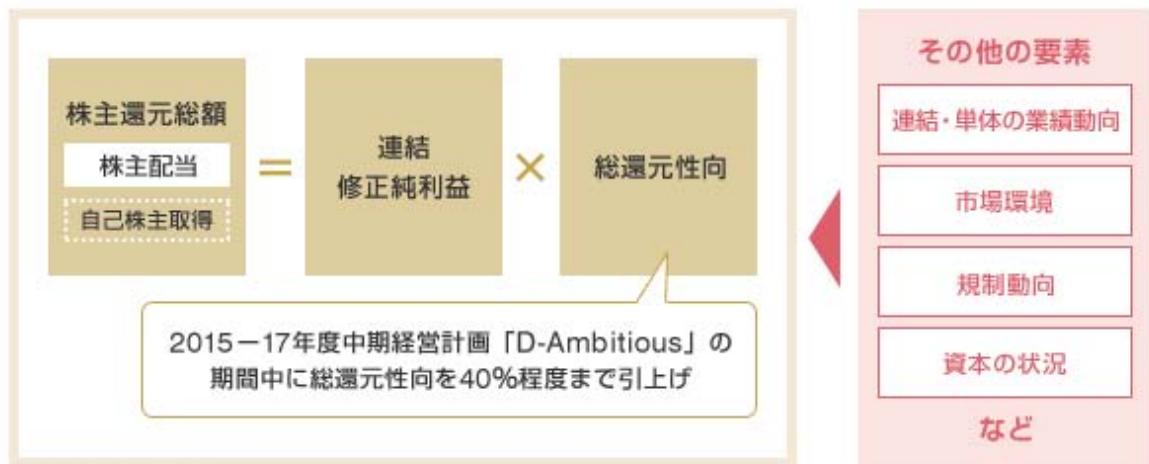 株主還元総額
株主配当
自己株主取得
=
連結
修正純利益
×
総還元性向
2015－17年度中期経営計画「D-Ambitious」の
期間中に総還元性向を40%程度まで引上げ
その他の要素
連結・単体の業績動向
市場環境
規制動向
資本の状況
など